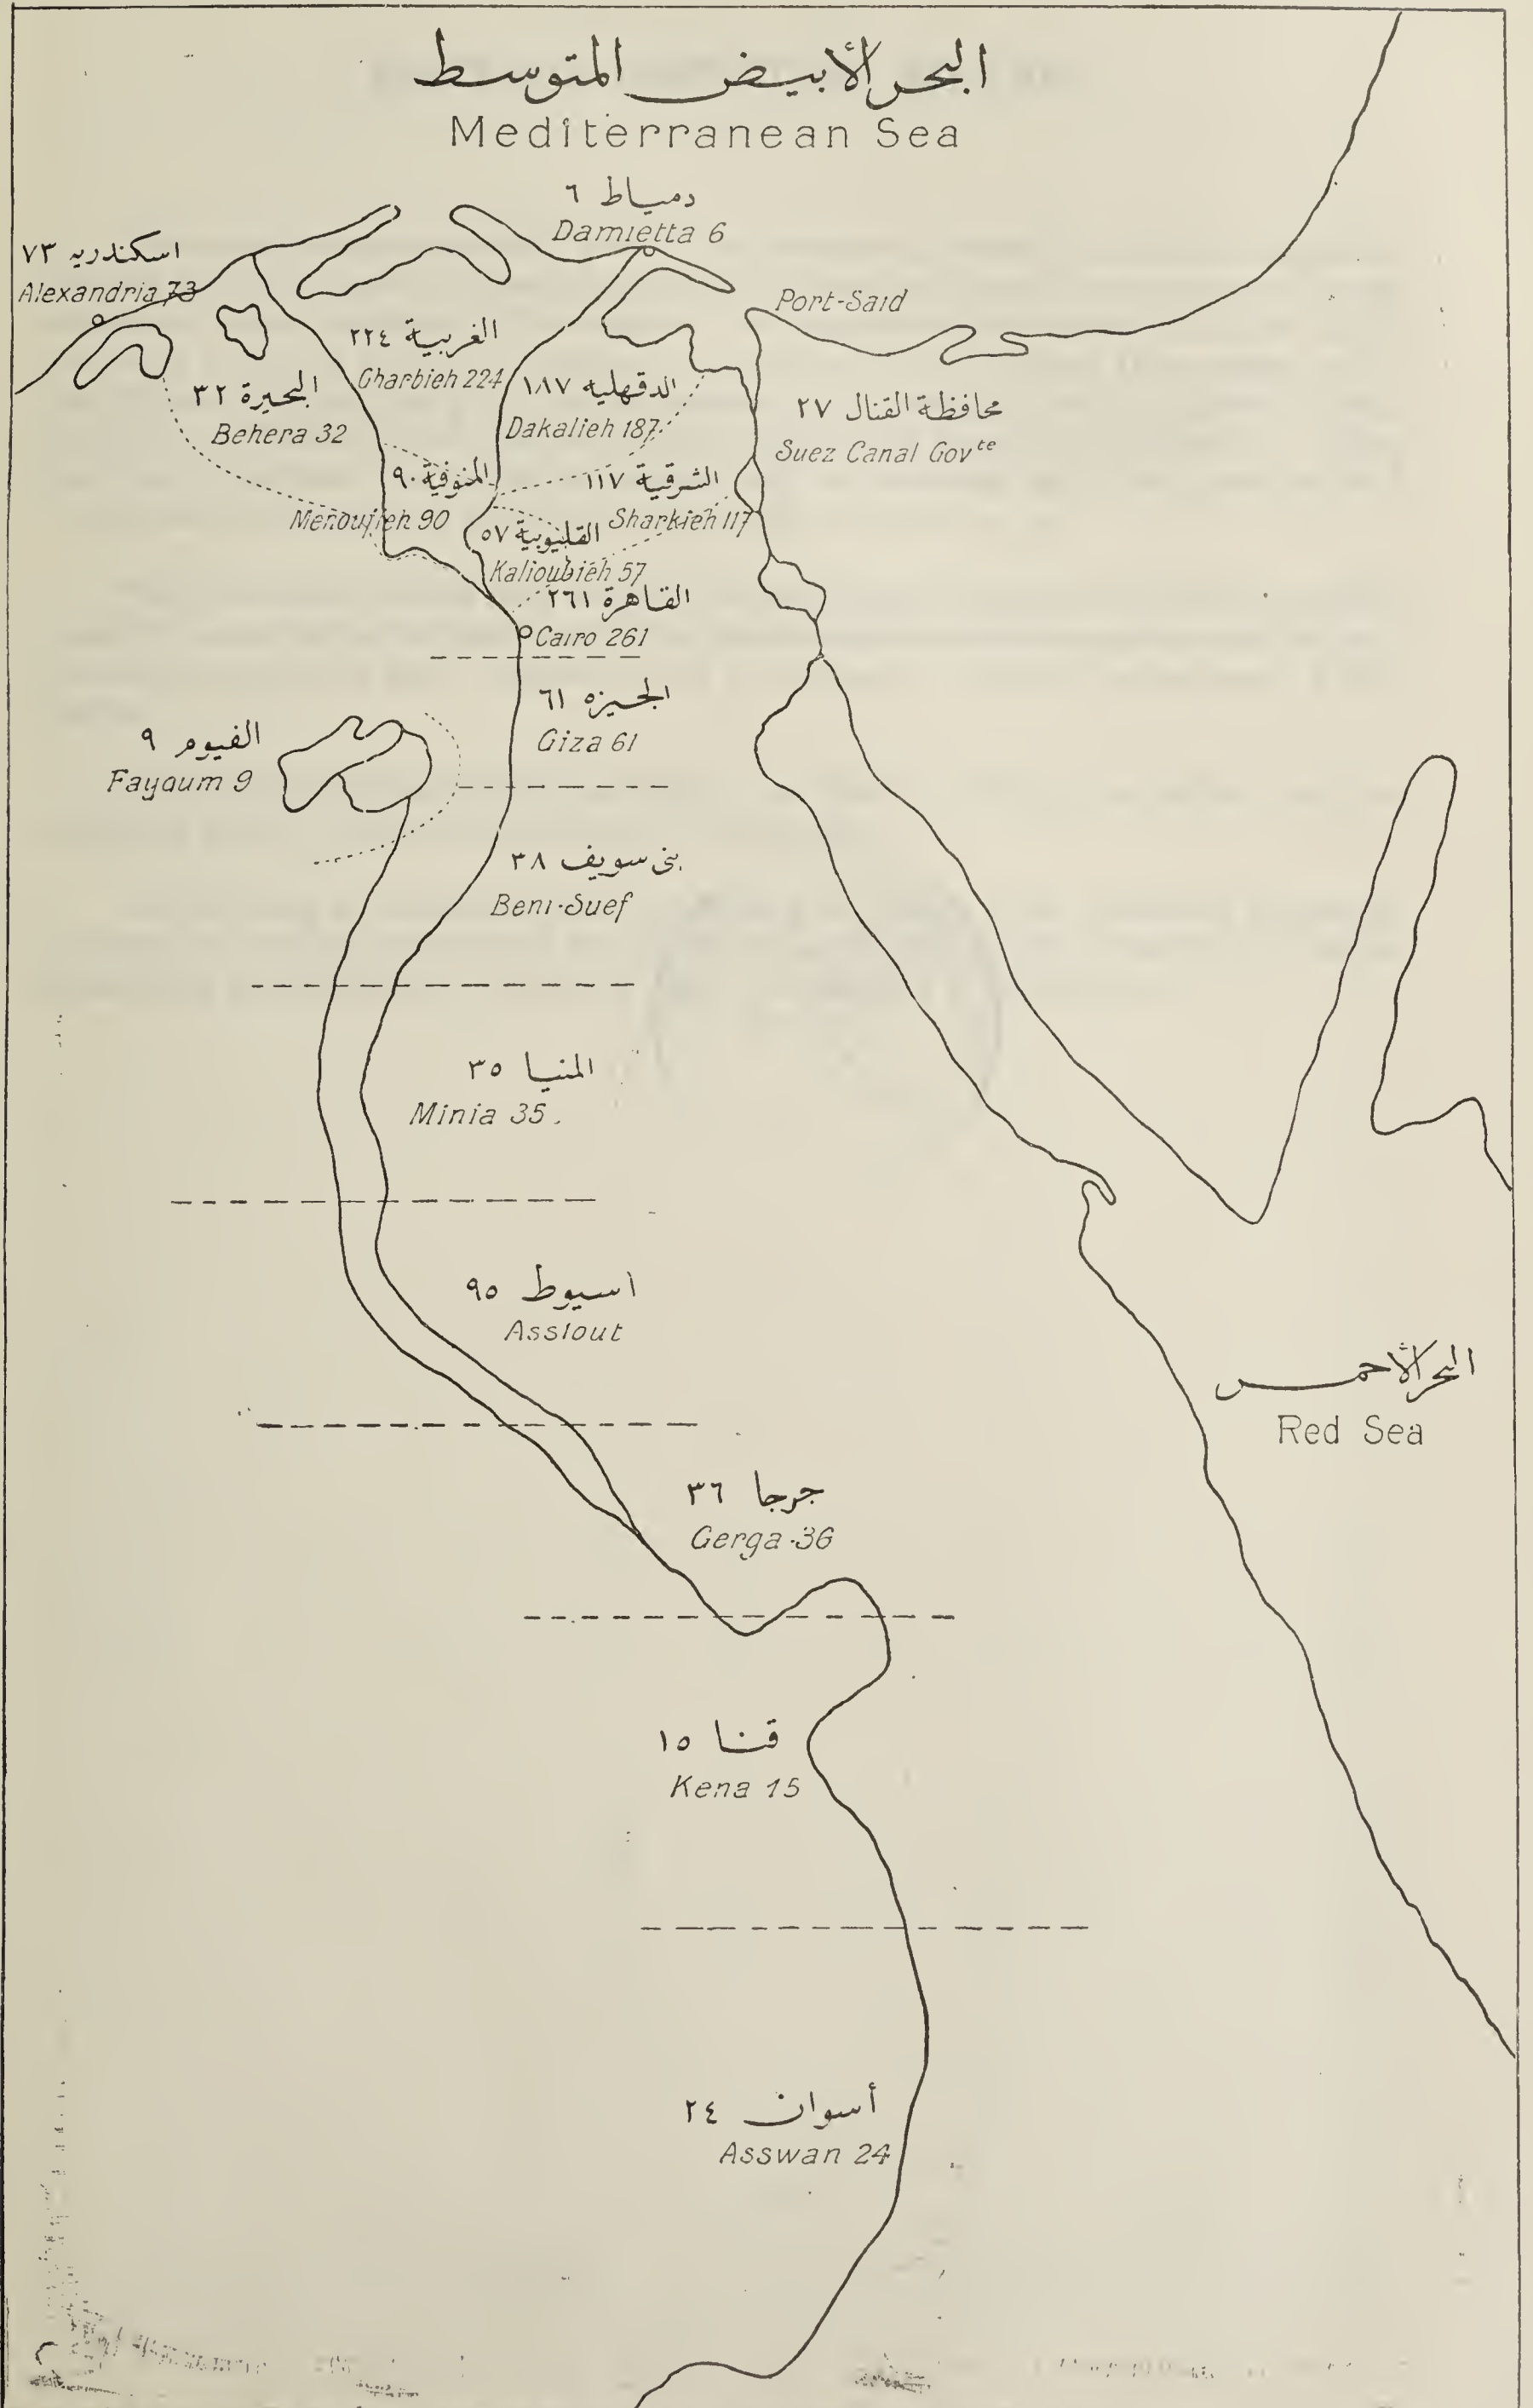 البحر الأبيض المتوسط
Mediterranean Sea
دمياط ٦
Damietta 6
اسكندريه ٧٣
Alexandria 73
Port-Said
الغربية ٢٢٤
Gharbieh 224
الدقهلية ١٨٧
Dakalieh 187
البحيرة ٣٢
Behera 32
محافظة القنال ٢٧
Suez Canal Govte
المنوفية ٩٠
Menoufieh 90
الشرقية ١١٧
Sharkieh 117
القليوبية ٥٧
Kalioubieh 57
القاهرة ٢٦١
Cairo 261
الجيزه ٦١
Giza 61
الفيوم ٩
Fayoum 9
بنى سويف ٣٨
Beni-Suef
المنيا ٣٥
Minia 35
اسيوط ٩٥
Assiout
البحر الأحمر
Red Sea
جرجا ٣٦
Gerga 36
قنا ١٥
Kena 15
أسوان ٢٤
Asswan 24